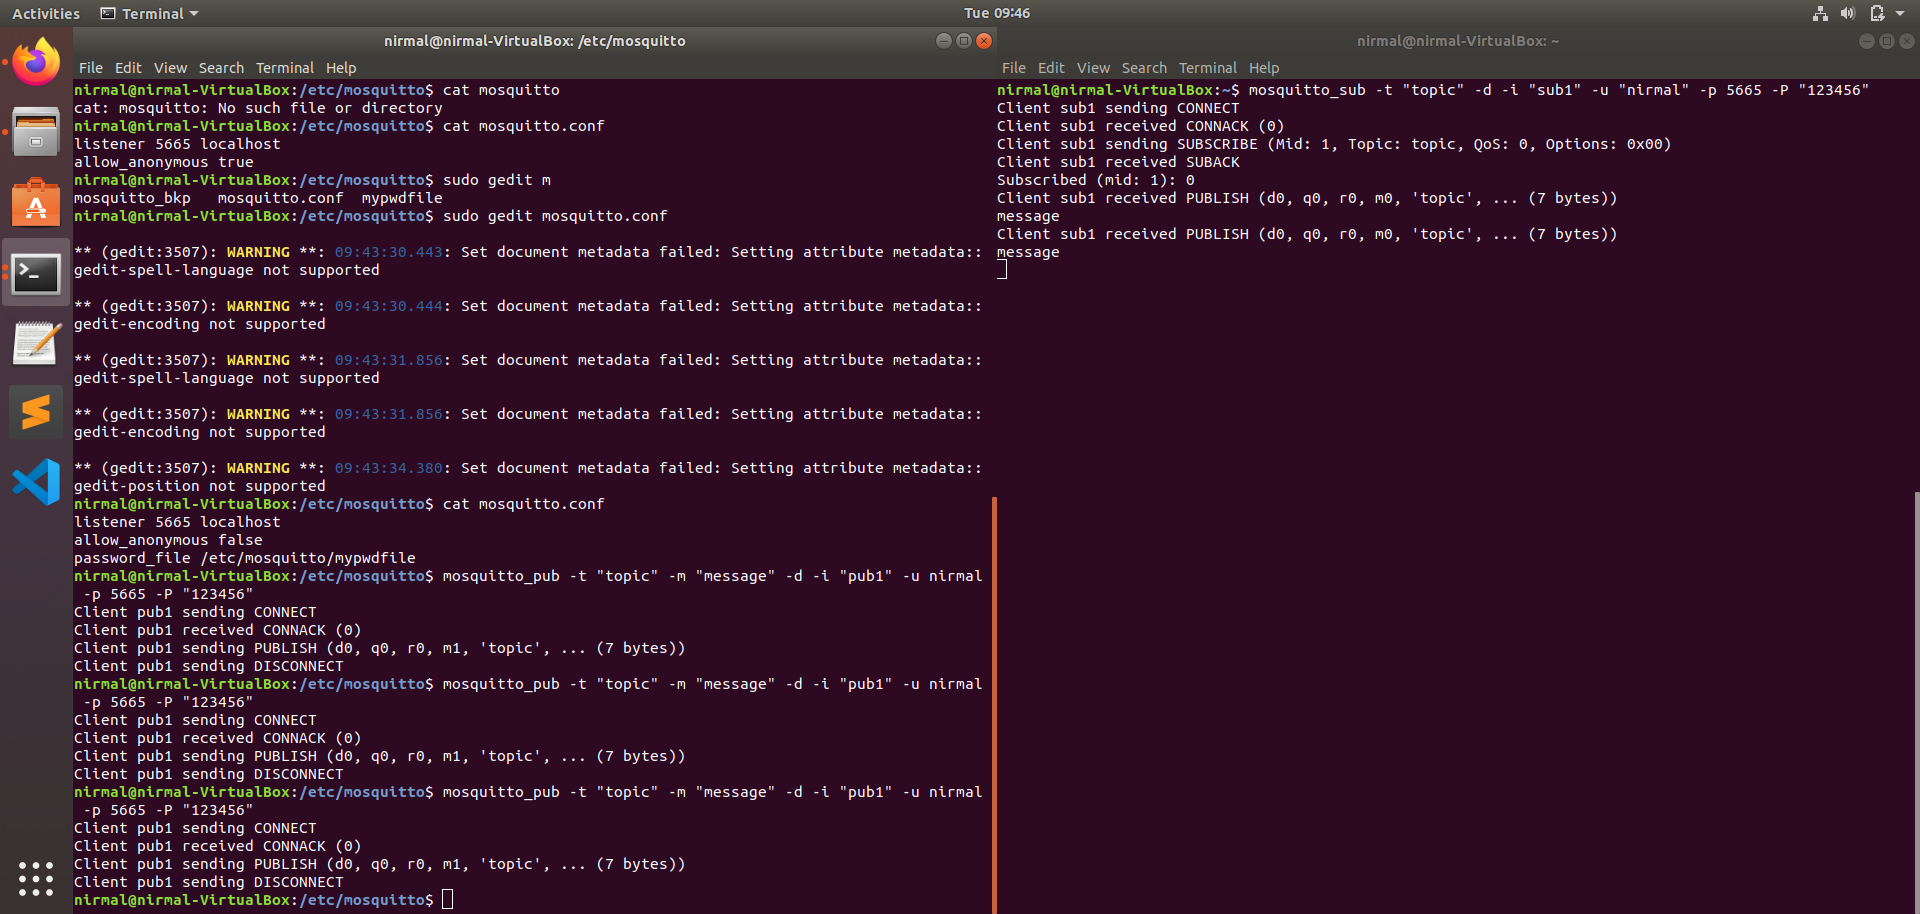 Activities Terminal Tue 09:46
nirmal@nirmal-VirtualBox: /etc/mosquitto
File Edit View Search Terminal Help
nirmal@nirmal-VirtualBox:/etc/mosquitto$ cat mosquitto
cat: mosquitto: No such file or directory
nirmal@nirmal-VirtualBox:/etc/mosquitto$ cat mosquitto.conf
listener 5665 localhost
allow_anonymous true
nirmal@nirmal-VirtualBox:/etc/mosquitto$ sudo gedit m
mosquitto_bkp   mosquitto.conf  mypwdfile
nirmal@nirmal-VirtualBox:/etc/mosquitto$ sudo gedit mosquitto.conf
** (gedit:3507): WARNING **: 09:43:30.443: Set document metadata failed: Setting attribute metadata::
gedit-spell-language not supported
** (gedit:3507): WARNING **: 09:43:30.444: Set document metadata failed: Setting attribute metadata::
gedit-encoding not supported
** (gedit:3507): WARNING **: 09:43:31.856: Set document metadata failed: Setting attribute metadata::
gedit-spell-language not supported
** (gedit:3507): WARNING **: 09:43:31.856: Set document metadata failed: Setting attribute metadata::
gedit-encoding not supported
** (gedit:3507): WARNING **: 09:43:34.380: Set document metadata failed: Setting attribute metadata::
gedit-position not supported
nirmal@nirmal-VirtualBox:/etc/mosquitto$ cat mosquitto.conf
listener 5665 localhost
allow_anonymous false
password_file /etc/mosquitto/mypwdfile
nirmal@nirmal-VirtualBox:/etc/mosquitto$ mosquitto_pub -t "topic" -m "message" -d -i "pub1" -u nirmal
 -p 5665 -P "123456"
Client pub1 sending CONNECT
Client pub1 received CONNACK (0)
Client pub1 sending PUBLISH (d0, q0, r0, m1, 'topic', ... (7 bytes))
Client pub1 sending DISCONNECT
nirmal@nirmal-VirtualBox:/etc/mosquitto$ mosquitto_pub -t "topic" -m "message" -d -i "pub1" -u nirmal
 -p 5665 -P "123456"
Client pub1 sending CONNECT
Client pub1 received CONNACK (0)
Client pub1 sending PUBLISH (d0, q0, r0, m1, 'topic', ... (7 bytes))
Client pub1 sending DISCONNECT
nirmal@nirmal-VirtualBox:/etc/mosquitto$ mosquitto_pub -t "topic" -m "message" -d -i "pub1" -u nirmal
 -p 5665 -P "123456"
Client pub1 sending CONNECT
Client pub1 received CONNACK (0)
Client pub1 sending PUBLISH (d0, q0, r0, m1, 'topic', ... (7 bytes))
Client pub1 sending DISCONNECT
nirmal@nirmal-VirtualBox:/etc/mosquitto$
nirmal@nirmal-VirtualBox: ~
File Edit View Search Terminal Help
nirmal@nirmal-VirtualBox:~$ mosquitto_sub -t "topic" -d -i "sub1" -u "nirmal" -p 5665 -P "123456"
Client sub1 sending CONNECT
Client sub1 received CONNACK (0)
Client sub1 sending SUBSCRIBE (Mid: 1, Topic: topic, QoS: 0, Options: 0x00)
Client sub1 received SUBACK
Subscribed (mid: 1): 0
Client sub1 received PUBLISH (d0, q0, r0, m0, 'topic', ... (7 bytes))
message
Client sub1 received PUBLISH (d0, q0, r0, m0, 'topic', ... (7 bytes))
message